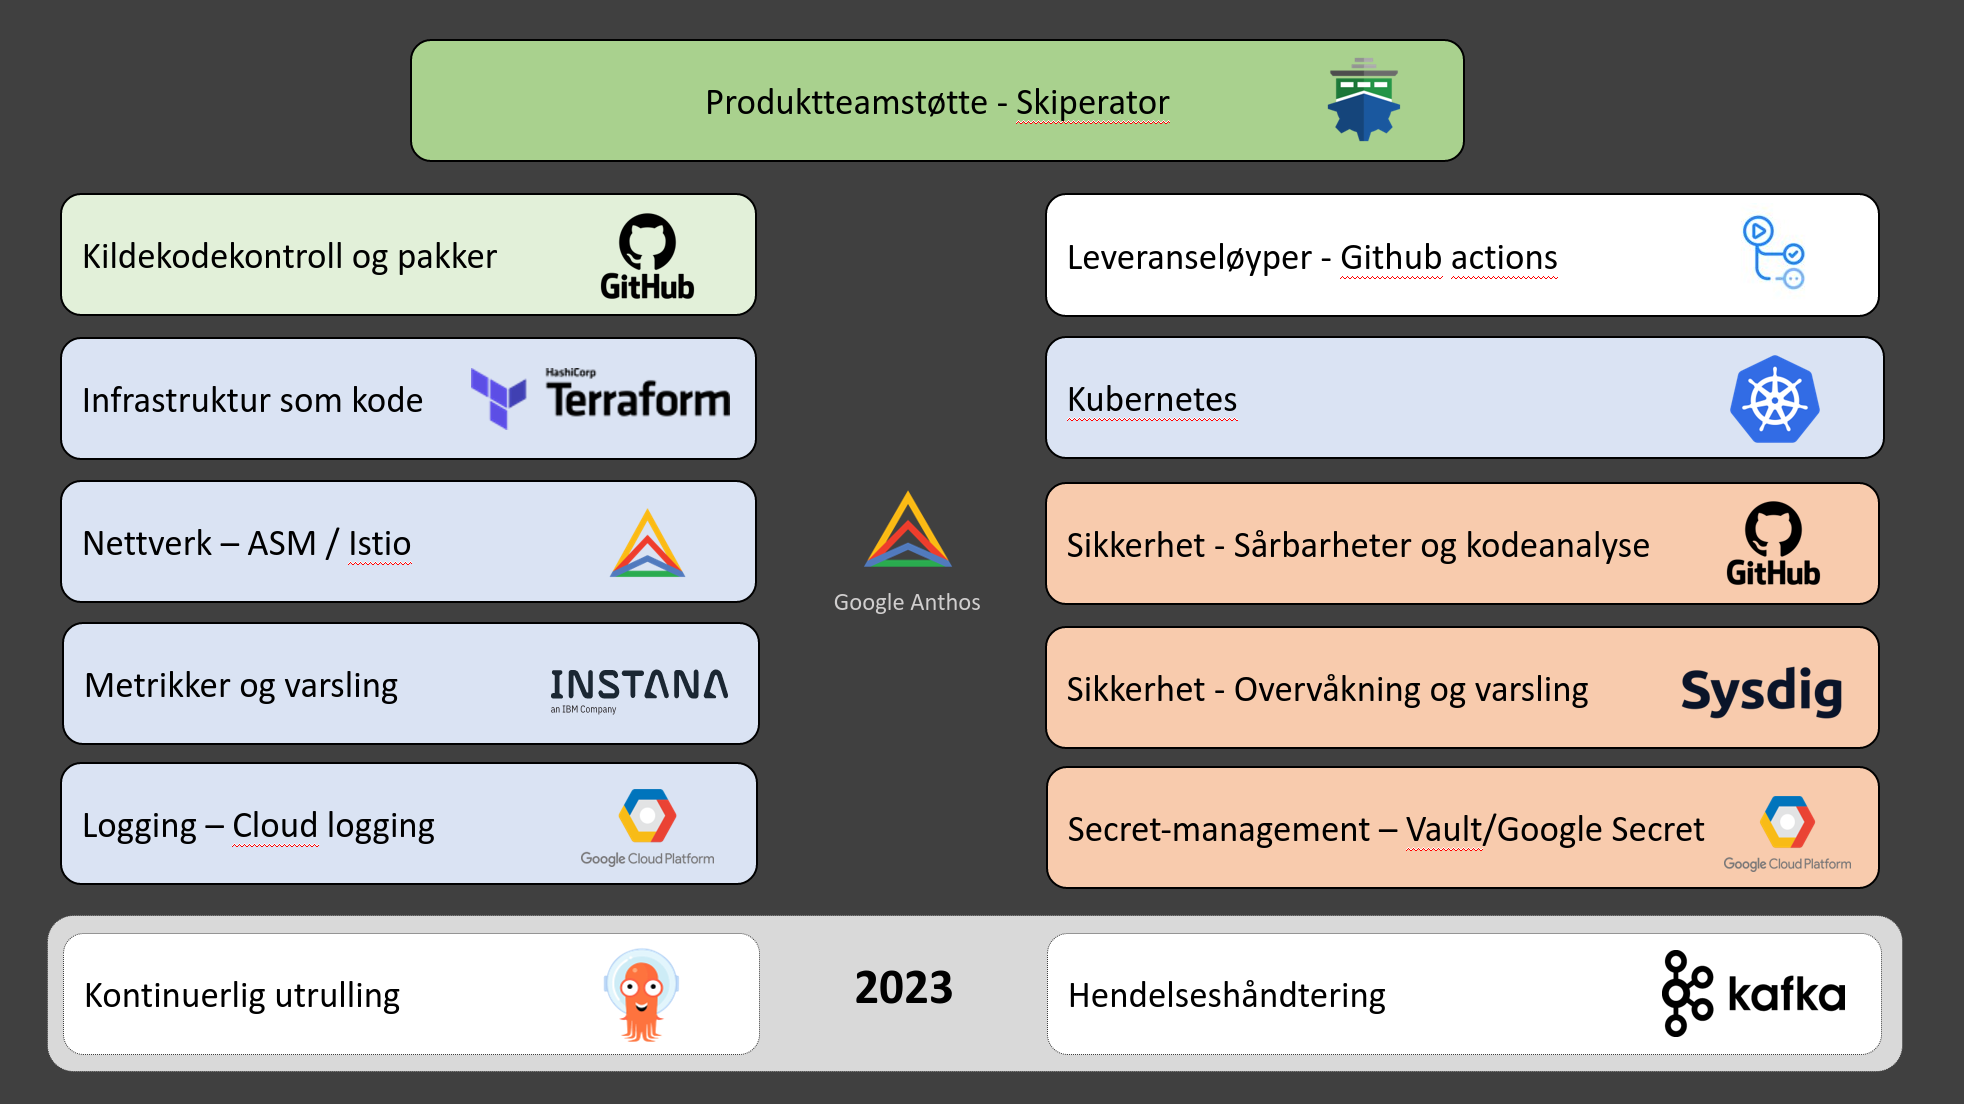 Produktteamstøtte - Skiperator
Kildekodekontroll og pakker
GitHub
Leveranseløyper - Github actions
Infrastruktur som kode
HashiCorp
Terraform
Kubernetes
Nettverk – ASM / Istio
Google Anthos
Sikkerhet - Sårbarheter og kodeanalyse
GitHub
Metrikker og varsling
INSTANA
an IBM Company
Sikkerhet - Overvåkning og varsling
Sysdig
Logging – Cloud logging
Google Cloud Platform
Secret-management – Vault/Google Secret
Google Cloud Platform
Kontinuerlig utrulling
2023
Hendelseshåndtering
kafka